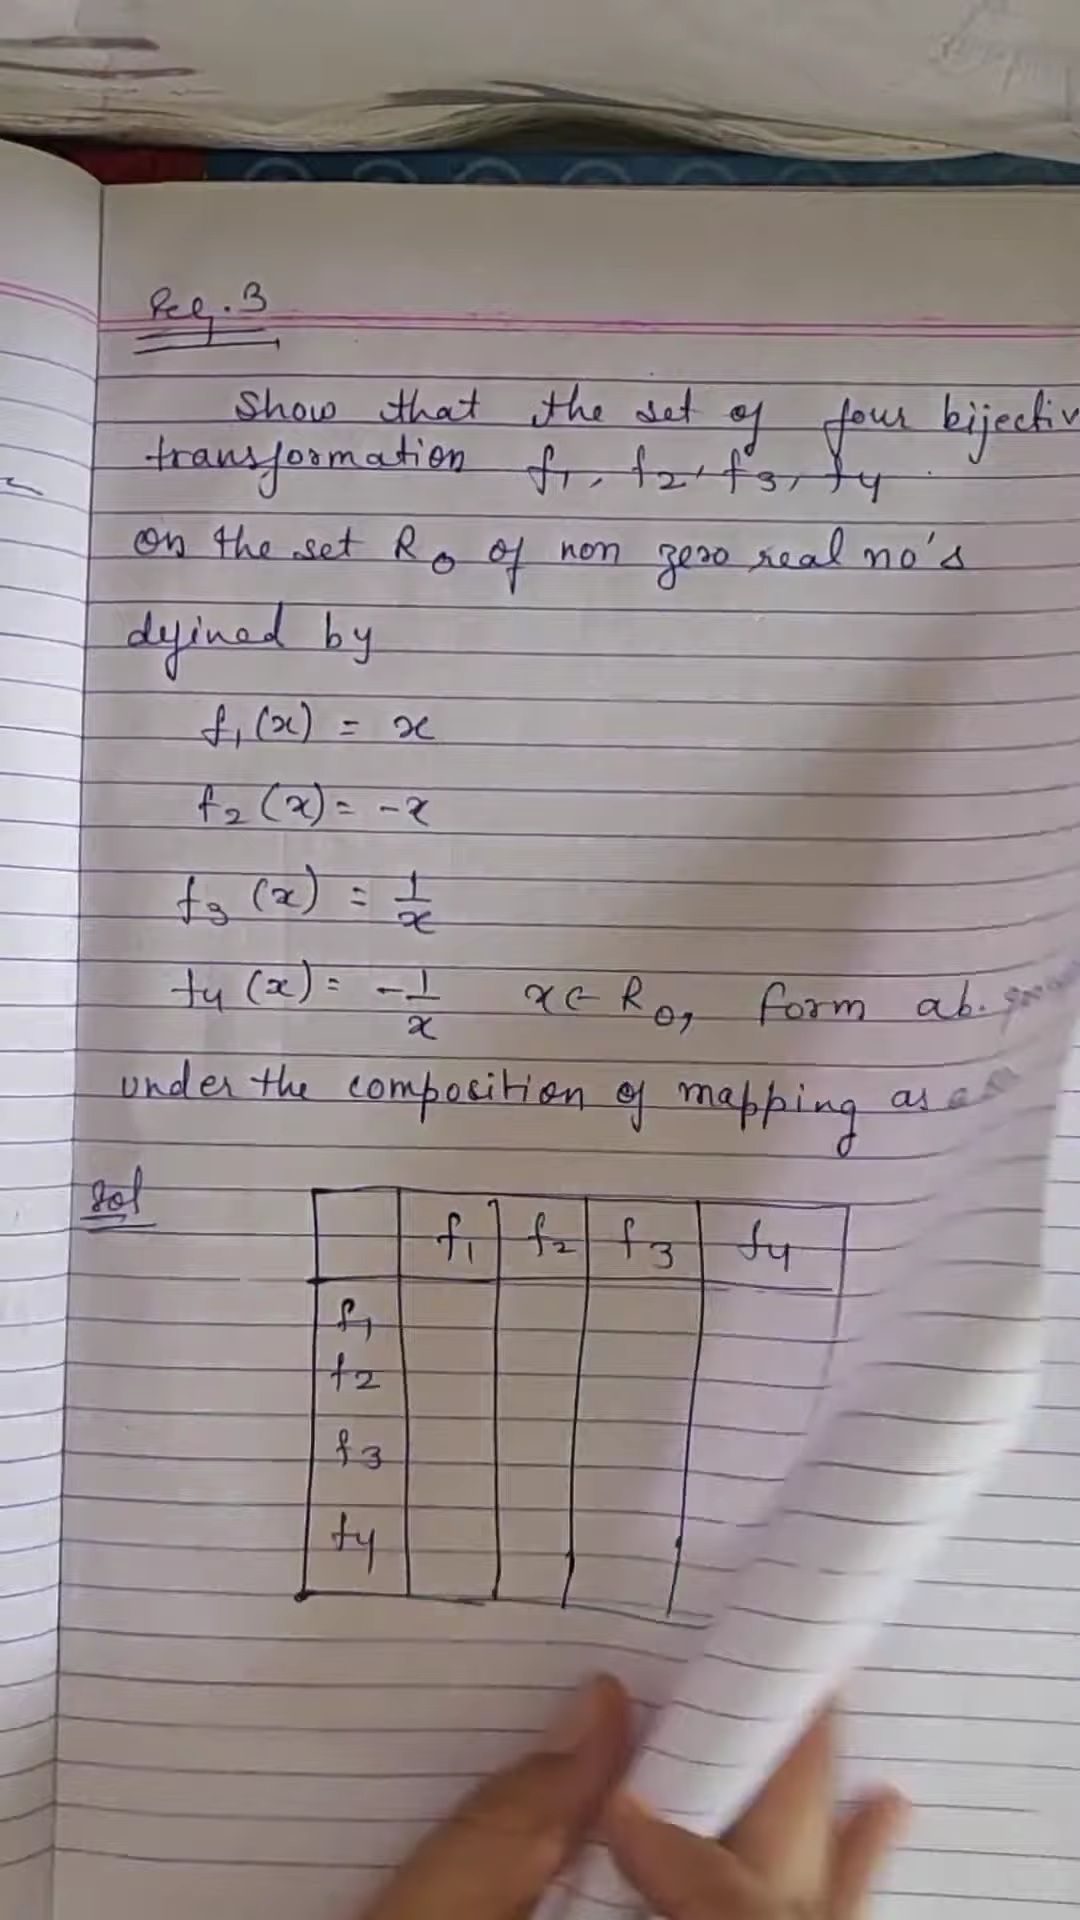 Show that the set of four bijectiv
transformation f1, f2, f3, f4
on the set R0 of non zero real no's
defined by
f1(x) = x
f2(x) = -x
f3(x) = 1/x
f4(x) = -1/x x∈ R0, form ab.
under the composition of mapping as
Sol
f1 f2 f3 f4
f1
f2
f3
f4